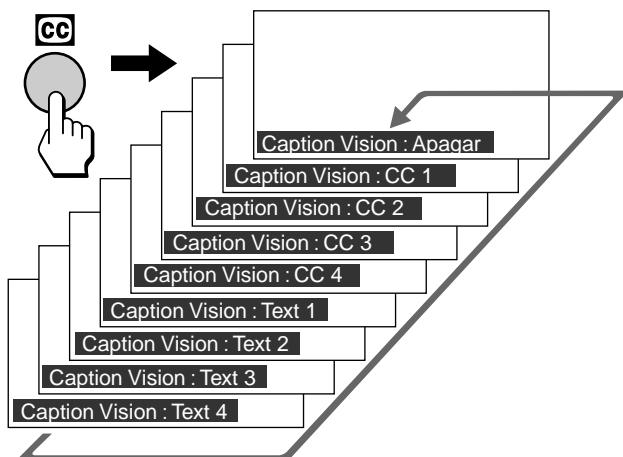 CC
Caption Vision : Apagar
Caption Vision : CC 1
Caption Vision : CC 2
Caption Vision : CC 3
Caption Vision : CC 4
Caption Vision : Text 1
Caption Vision : Text 2
Caption Vision : Text 3
Caption Vision : Text 4